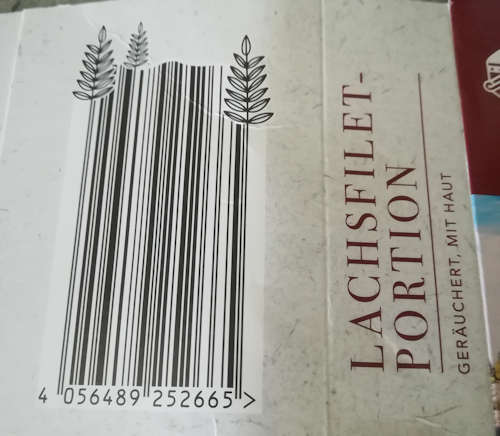 4 056489 252665 >
LACHSFILET-
PORTION
GERÄUCHERT, MIT HAUT